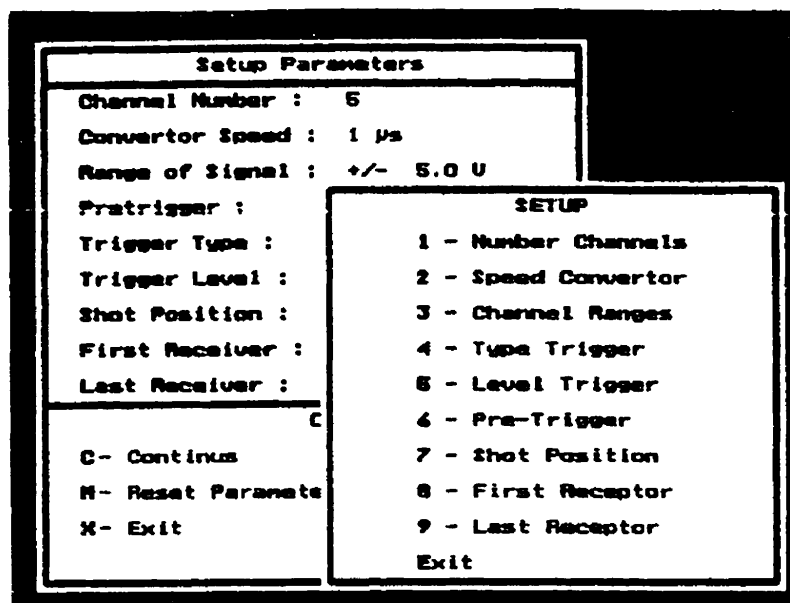 Setup Parameters
Channel Number : 5
Convertor Speed : 1 µs
Range of Signal : +/- 5.0 V
Pretrigger :
Trigger Type :
Trigger Level :
Shot Position :
First Receiver :
Last Receiver :
C
C- Continue
M- Reset Paramete
X- Exit
SETUP
1 - Number Channels
2 - Speed Convertor
3 - Channel Ranges
4 - Type Trigger
5 - Level Trigger
6 - Pre-Trigger
7 - Shot Position
8 - First Receptor
9 - Last Receptor
Exit